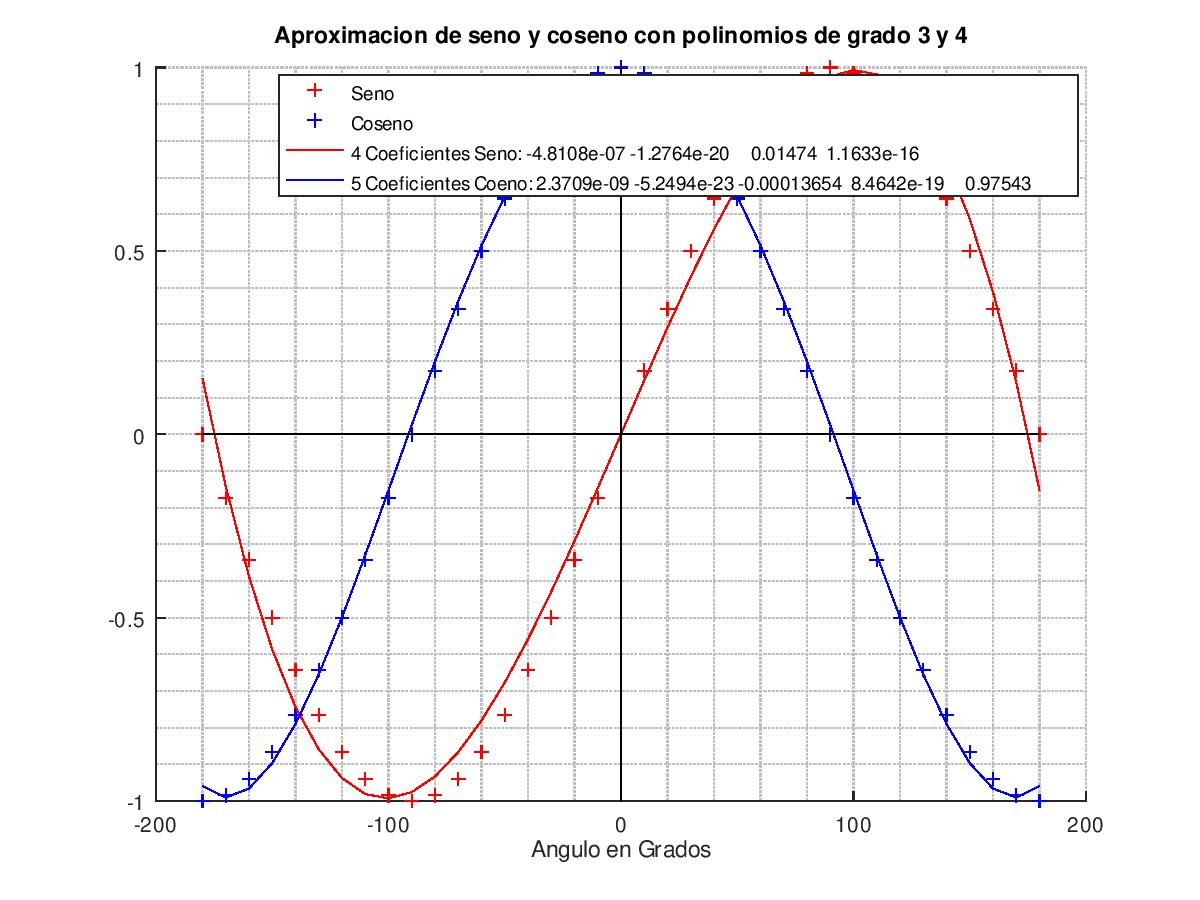 Aproximacion de seno y coseno con polinomios de grado 3 y 4
1
Seno
Coseno
4 Coeficientes Seno: -4.8108e-07 -1.2764e-20 0.01474 1.1633e-16
5 Coeficientes Coeno: 2.3709e-09 -5.2494e-23 -0.00013654 8.4642e-19 0.97543
0.5
0
-0.5
-1
-200 -100 0 100 200
Angulo en Grados